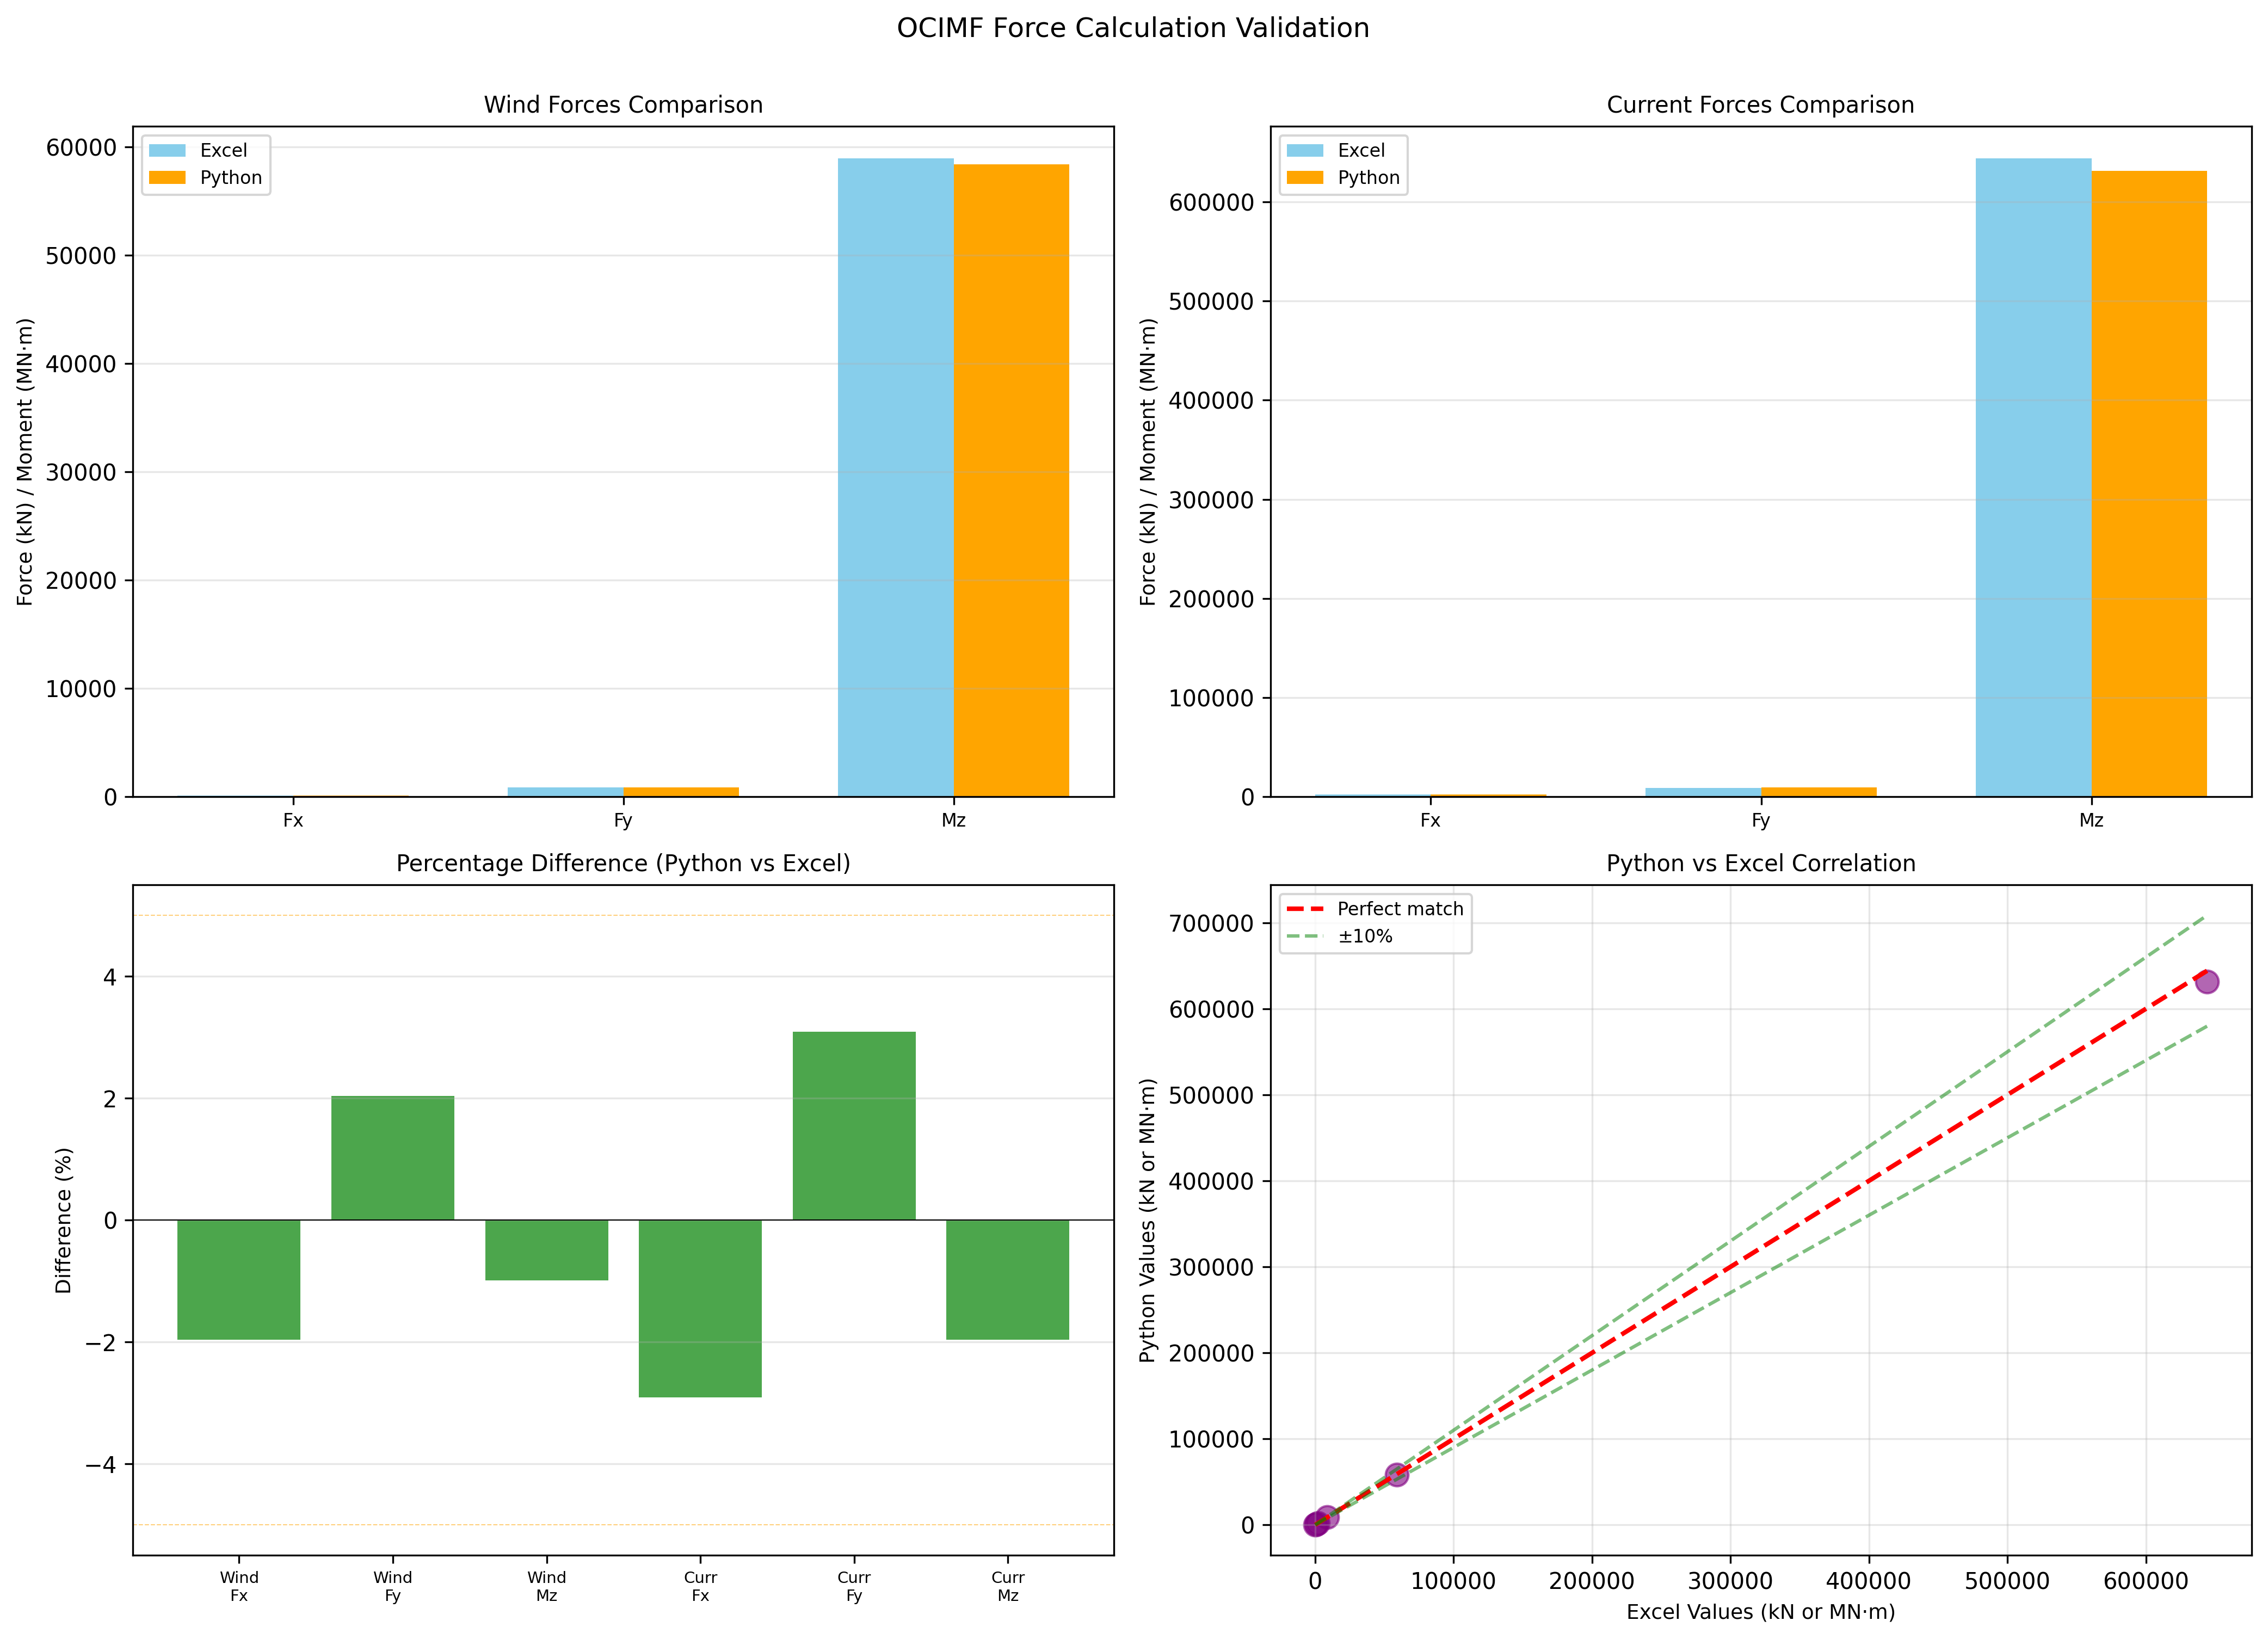 OCIMF Force Calculation Validation
Wind Forces Comparison
Force (kN) / Moment (MN·m)
60000
50000
40000
30000
20000
10000
0
Excel
Python
Fx
Fy
Mz
Current Forces Comparison
Force (kN) / Moment (MN·m)
600000
500000
400000
300000
200000
100000
0
Excel
Python
Fx
Fy
Mz
Percentage Difference (Python vs Excel)
Difference (%)
4
2
0
−2
−4
Wind
Fx
Wind
Fy
Wind
Mz
Curr
Fx
Curr
Fy
Curr
Mz
Python vs Excel Correlation
Python Values (kN or MN·m)
700000
600000
500000
400000
300000
200000
100000
0
Perfect match
±10%
0
100000
200000
300000
400000
500000
600000
Excel Values (kN or MN·m)